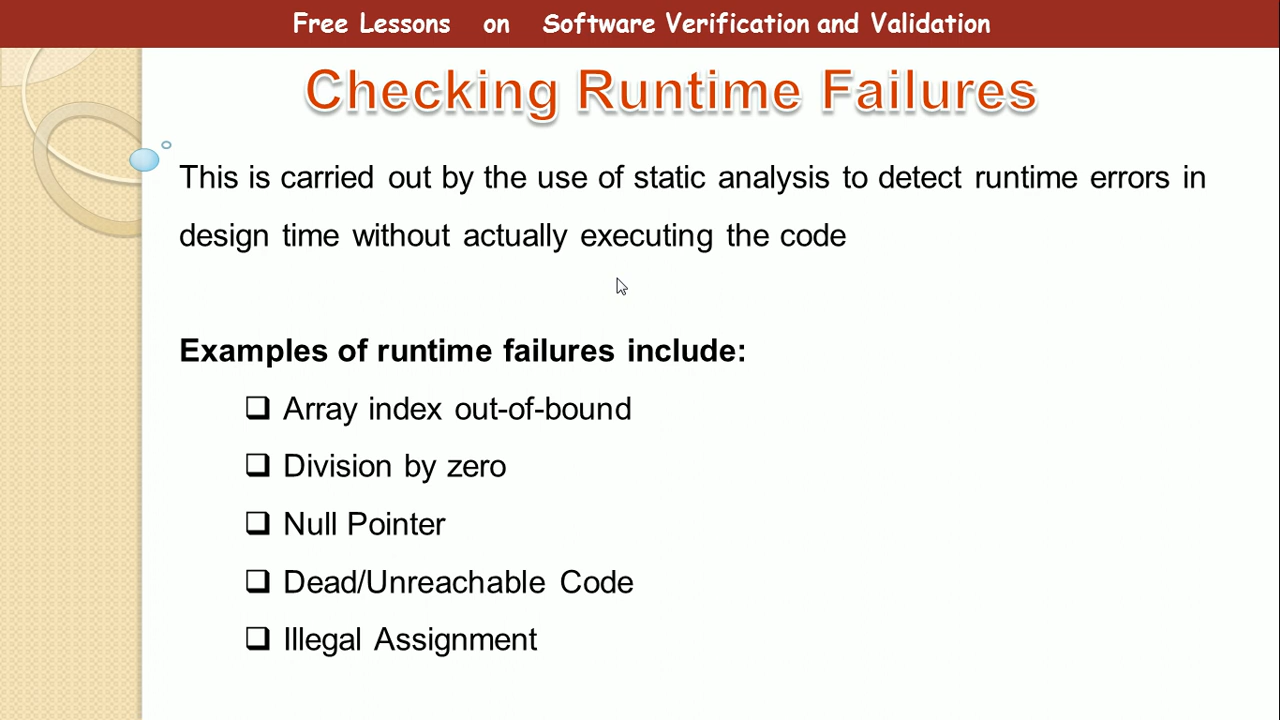 Free Lessons on Software Verification and Validation
Checking Runtime Failures
This is carried out by the use of static analysis to detect runtime errors in
design time without actually executing the code
Examples of runtime failures include:
❑ Array index out-of-bound
❑ Division by zero
❑ Null Pointer
❑ Dead/Unreachable Code
❑ Illegal Assignment